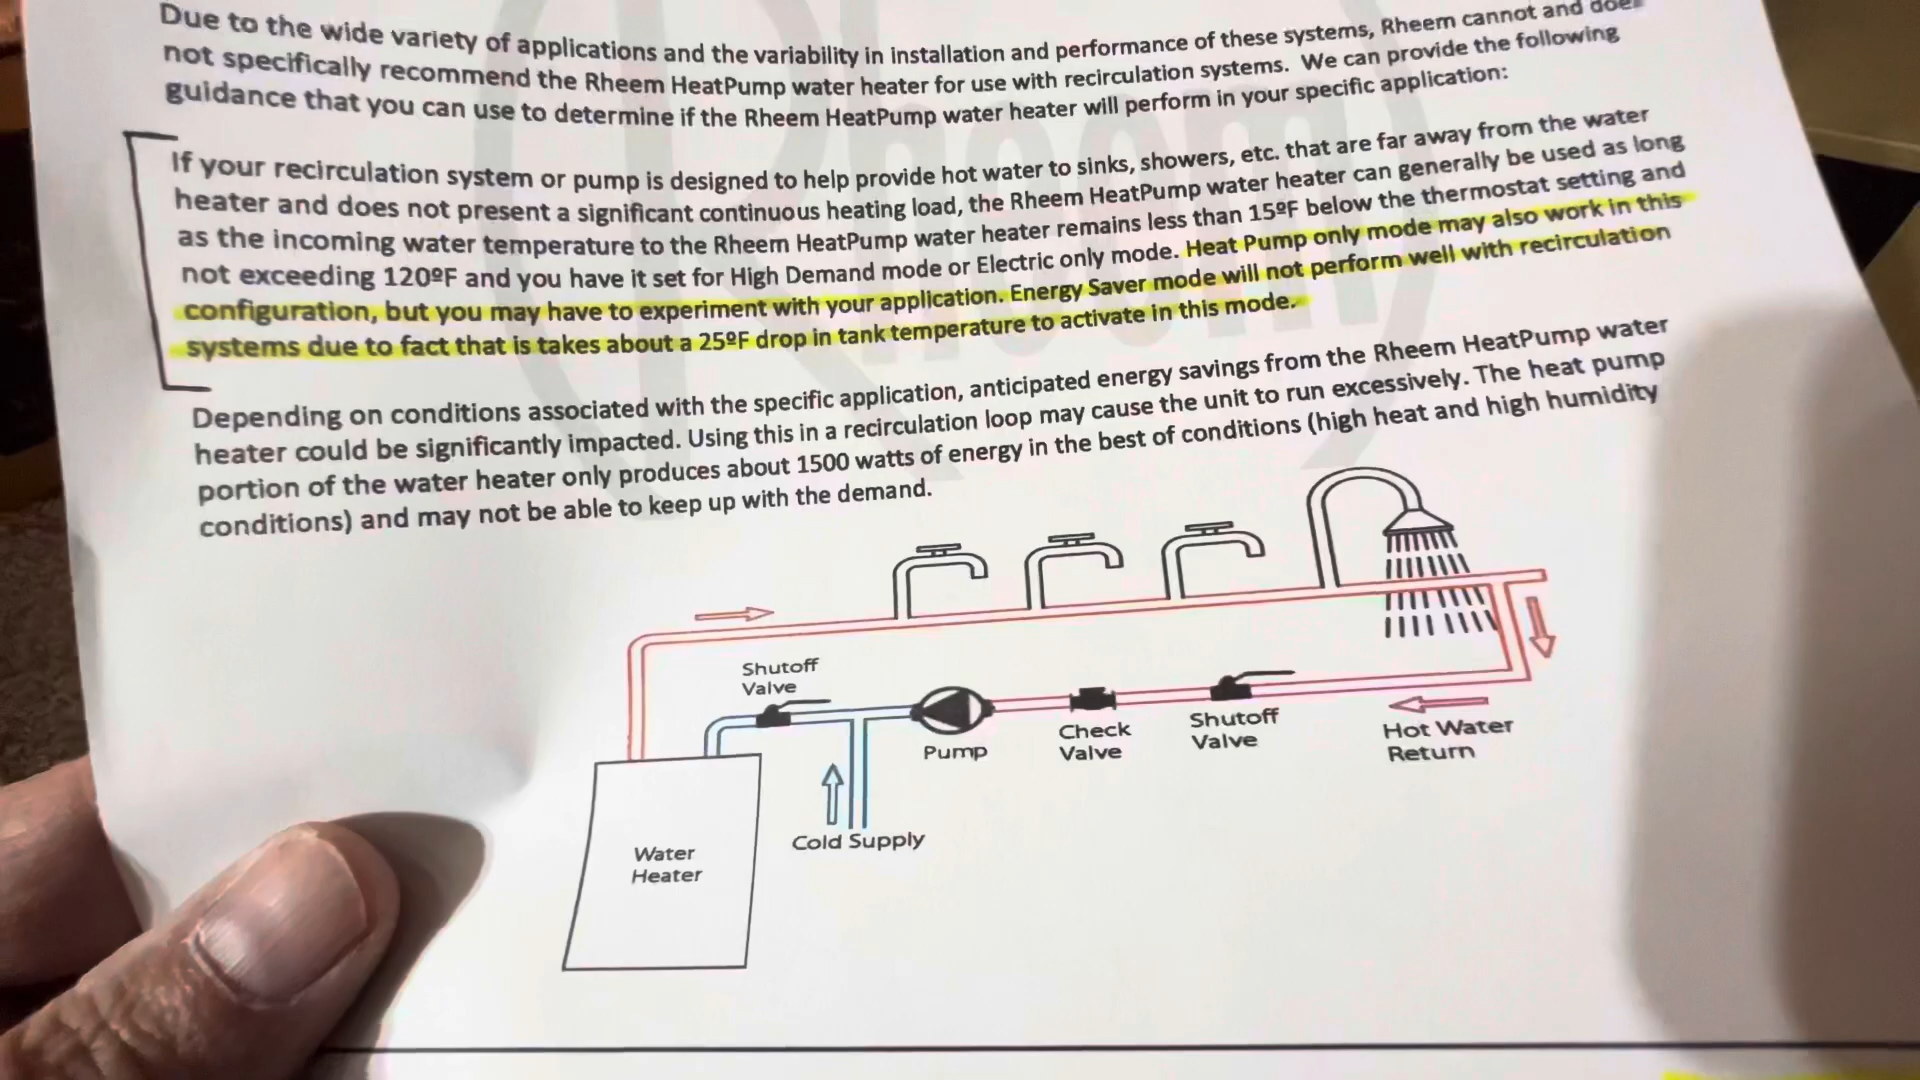 Due to the wide variety of applications and the variability in installation and performance of these systems, Rheem cannot and doe
not specifically recommend the Rheem HeatPump water heater for use with recirculation systems. We can provide the following
guidance that you can use to determine if the Rheem HeatPump water heater will perform in your specific application:
If your recirculation system or pump is designed to help provide hot water to sinks, showers, etc. that are far away from the water
heater and does not present a significant continuous heating load, the Rheem HeatPump water heater can generally be used as long
as the incoming water temperature to the Rheem HeatPump water heater remains less than 15ºF below the thermostat setting and
not exceeding 120ºF and you have it set for High Demand mode or Electric only mode. Heat Pump only mode may also work in this
configuration, but you may have to experiment with your application. Energy Saver mode will not perform well with recirculation
systems due to fact that is takes about a 25ºF drop in tank temperature to activate in this mode.
Depending on conditions associated with the specific application, anticipated energy savings from the Rheem HeatPump water
heater could be significantly impacted. Using this in a recirculation loop may cause the unit to run excessively. The heat pump
portion of the water heater only produces about 1500 watts of energy in the best of conditions (high heat and high humidity
conditions) and may not be able to keep up with the demand.
Shutoff
Valve
Pump
Check
Valve
Shutoff
Valve
Hot Water
Return
Cold Supply
Water
Heater
Rheem